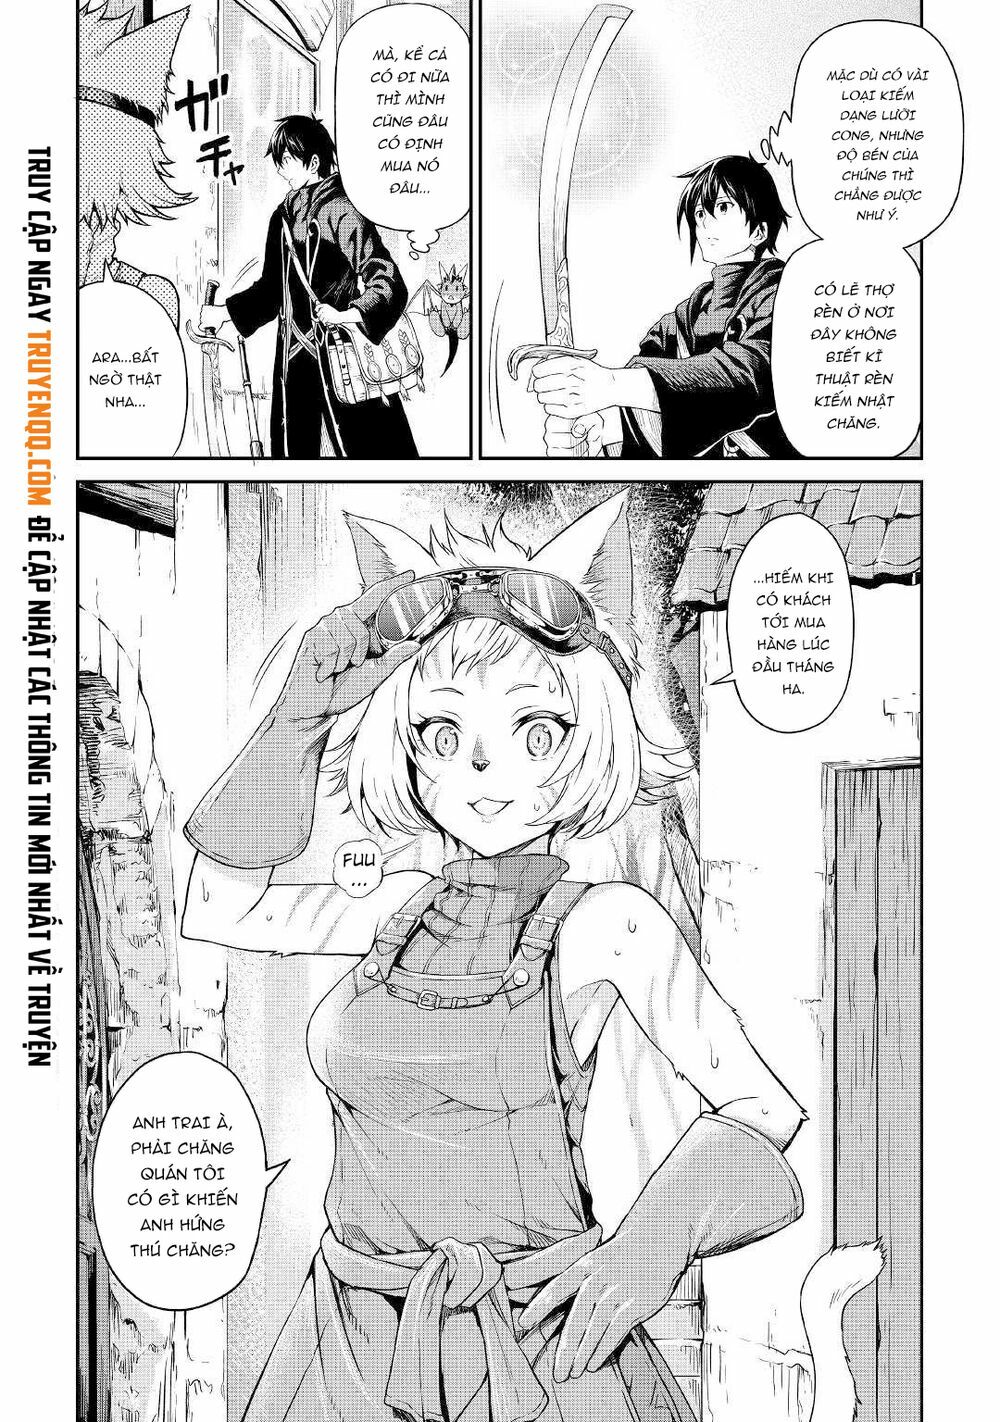 MẶC DÙ CÓ VÀI
LOẠI KIẾM
DẠNG LƯỠI
CONG, NHƯNG
ĐỘ BÉN CỦA
CHÚNG THÌ
CHẲNG ĐƯỢC
NHƯ Ý.
CÓ LẼ THỢ
RÈN Ở NƠI
ĐÂY KHÔNG
BIẾT KĨ
THUẬT RÈN
KIẾM NHẬT
CHĂNG.
MÀ, KỂ CẢ
CÓ ĐI NỮA
THÌ MÌNH
CŨNG ĐÂU
CÓ ĐỊNH
MUA NÓ
ĐÂU...
ガチャ
ARA...BẤT
NGỜ THẬT
NHA...
...HIẾM KHI
CÓ KHÁCH
TỚI MUA
HÀNG LÚC
ĐẦU THÁNG
HA.
FUU
...
ANH TRAI À,
PHẢI CHĂNG
QUÁN TÔI
CÓ GÌ KHIẾN
ANH HỨNG
THÚ CHĂNG?
TRUY CẬP NGAY TRUYENQQ.COM ĐỂ CẬP NHẬT CÁC THÔNG TIN MỚI NHẤT VỀ TRUYỆN